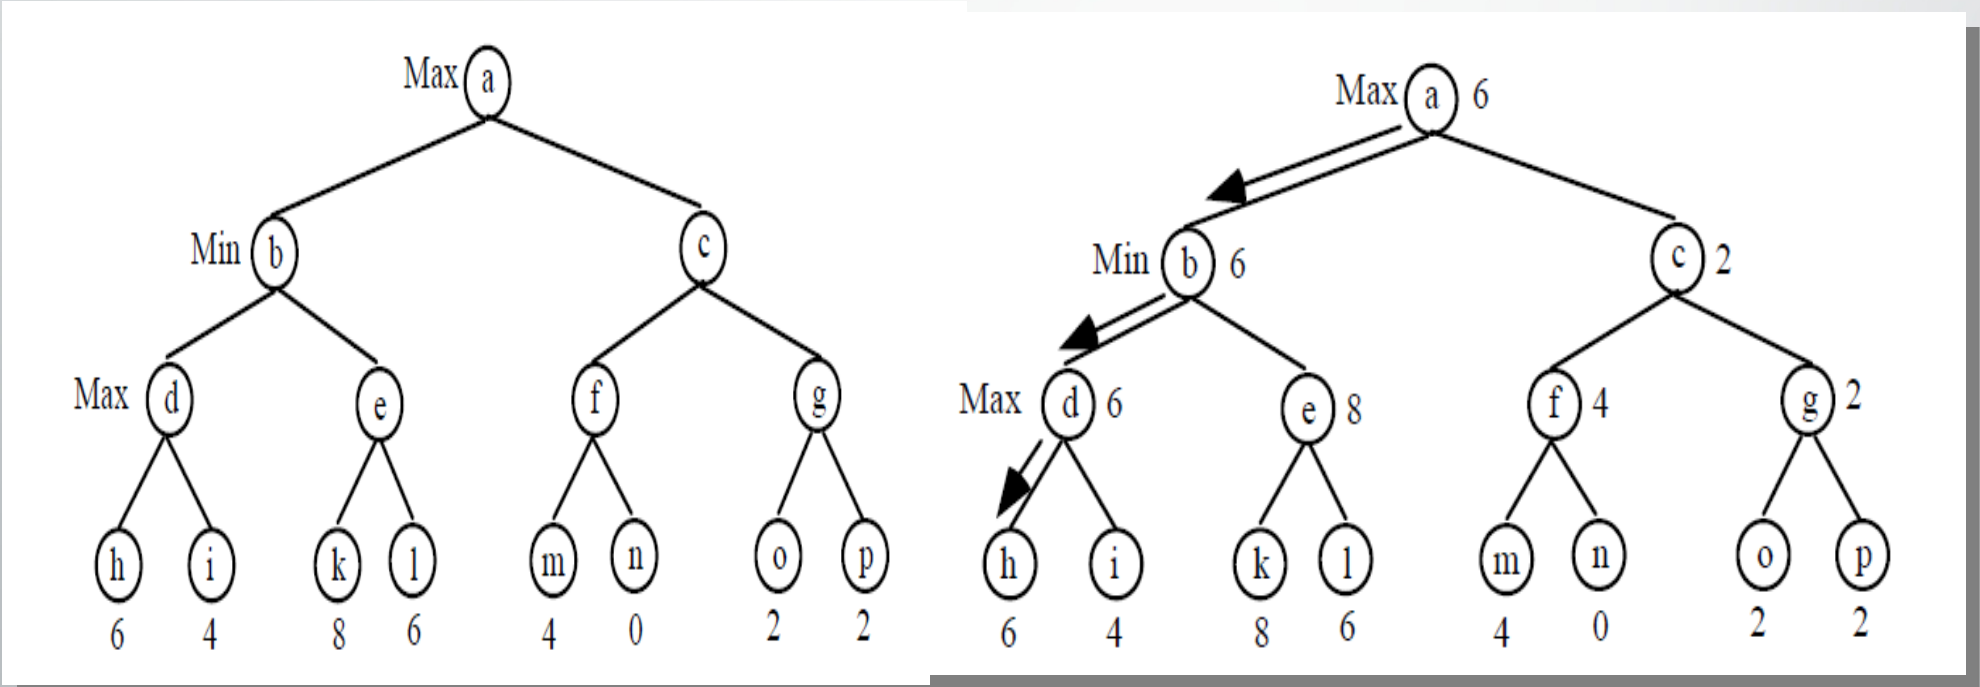 Max a
Min b c
Max d e f g
h i k l m n o p
6 4 8 6 4 0 2 2
Max a 6
Min b 6 c 2
Max d 6 e 8 f 4 g 2
h i k l m n o p
6 4 8 6 4 0 2 2